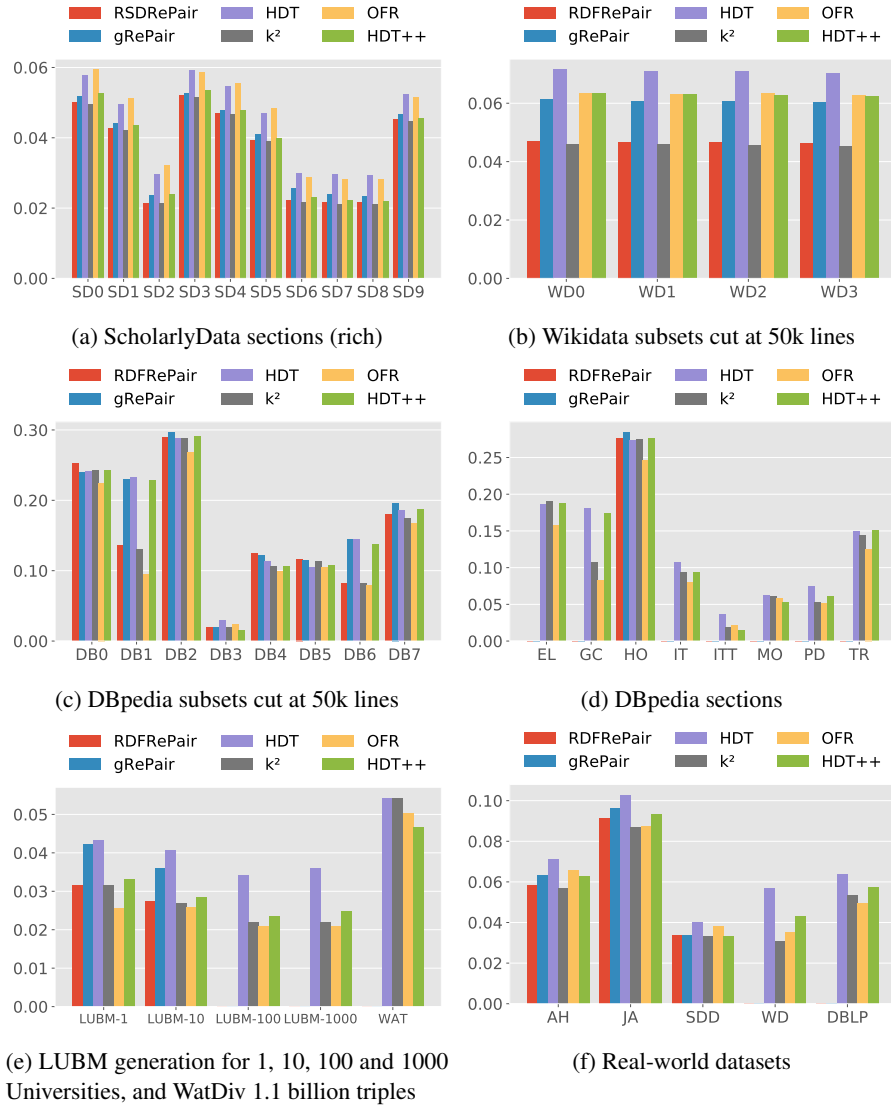 RSDRePair HDT OFR
gRePair k² HDT++
0.06
0.04
0.02
0.00
SD0 SD1 SD2 SD3 SD4 SD5 SD6 SD7 SD8 SD9
(a) ScholarlyData sections (rich)
RDFRePair HDT OFR
gRePair k² HDT++
0.06
0.04
0.02
0.00
WD0 WD1 WD2 WD3
(b) Wikidata subsets cut at 50k lines
RDFRePair HDT OFR
gRePair k² HDT++
0.30
0.20
0.10
0.00
DB0 DB1 DB2 DB3 DB4 DB5 DB6 DB7
(c) DBpedia subsets cut at 50k lines
RDFRePair HDT OFR
gRePair k² HDT++
0.25
0.20
0.15
0.10
0.05
0.00
EL GC HO IT ITT MO PD TR
(d) DBpedia sections
RDFRePair HDT OFR
gRePair k² HDT++
0.05
0.04
0.03
0.02
0.01
0.00
LUBM-1 LUBM-10 LUBM-100 LUBM-1000 WAT
(e) LUBM generation for 1, 10, 100 and 1000
Universities, and WatDiv 1.1 billion triples
RDFRePair HDT OFR
gRePair k² HDT++
0.10
0.08
0.06
0.04
0.02
0.00
AH JA SDD WD DBLP
(f) Real-world datasets